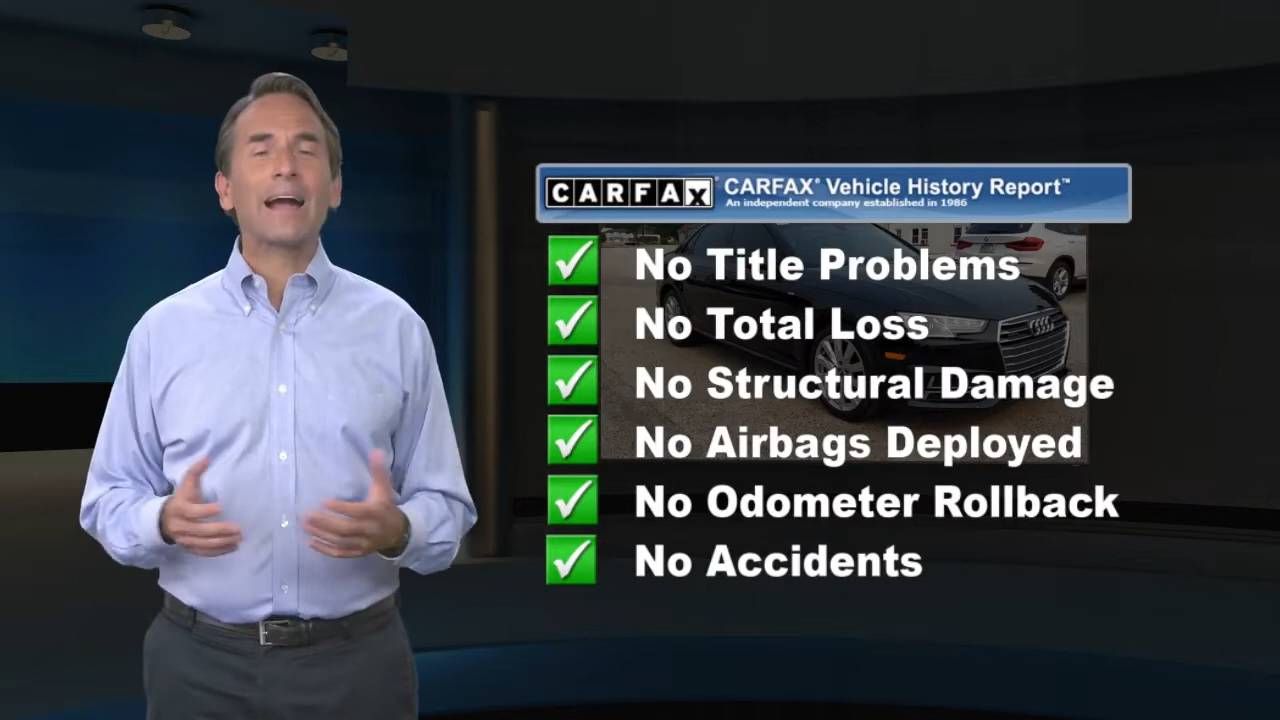 CARFAX® CARFAX® Vehicle History Report™
An independent company established in 1986
No Title Problems
No Total Loss
No Structural Damage
No Airbags Deployed
No Odometer Rollback
No Accidents